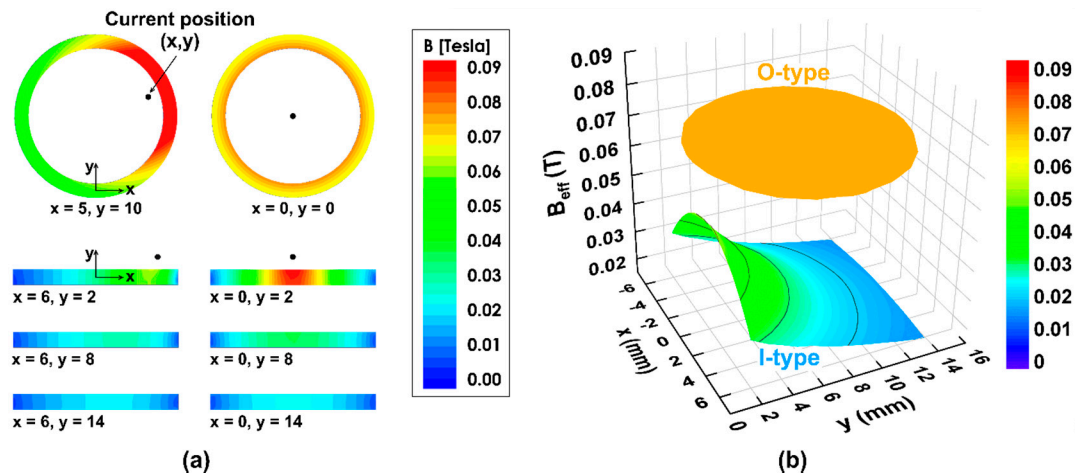 Current position
(x,y)
y
x
x = 5, y = 10
x = 0, y = 0
y
x
x = 6, y = 2
x = 0, y = 2
x = 6, y = 8
x = 0, y = 8
x = 6, y = 14
x = 0, y = 14
B [Tesla]
0.09
0.08
0.07
0.06
0.05
0.04
0.03
0.02
0.01
0.00
(a)
B_eff (T)
0.09
0.08
0.07
0.06
0.05
0.04
0.03
0.02
O-type
I-type
-6
-4
-2
0
2
4
6
x (mm)
0
2
4
6
8
10
12
14
16
y (mm)
0.09
0.08
0.07
0.06
0.05
0.04
0.03
0.02
0.01
0
(b)